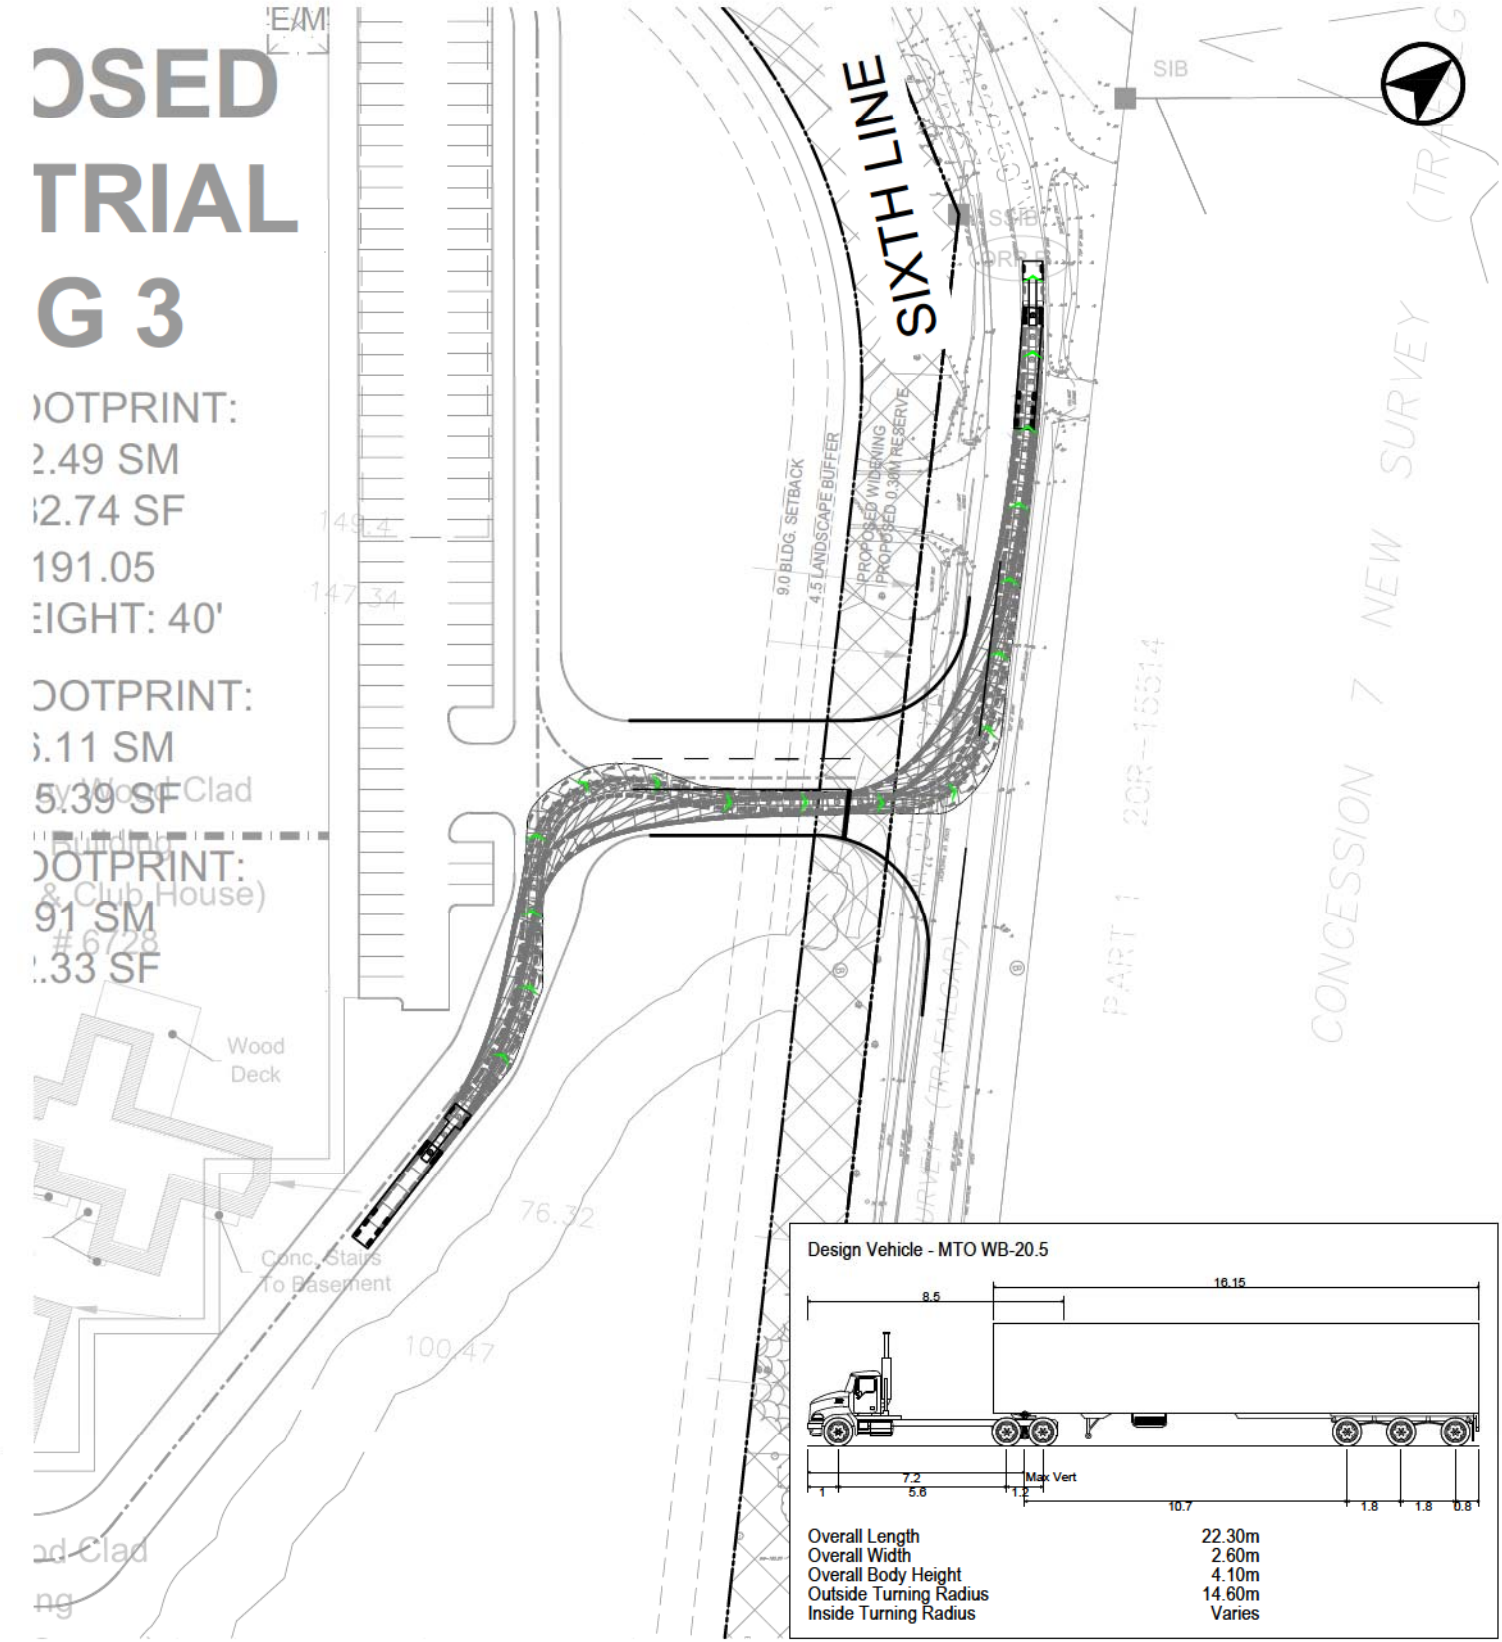 E/M
OSED
TRIAL
G 3
OOTPRINT:
2.49 SM
32.74 SF
191.05
EIGHT: 40'
OOTPRINT:
6.11 SM
5.39 SF
Wood Clad
Building
OOTPRINT:
& Club House)
91 SM
# 6728
2.33 SF
149.4
147.34
Wood
Deck
Conc. Stairs
To Basement
76.32
100.47
od Clad
ng
SIXTH LINE
SIB
SSIB
9.0 BLDG. SETBACK
4.5 LANDSCAPE BUFFER
PROPOSED WIDENING
PROPOSED 0.30M RESERVE
(TRAFALGAR)
SURVEY
20R-15514
PART 1
CONCESSION 7 NEW SURVEY
B
B
Design Vehicle - MTO WB-20.5
16.15
8.5
7.2
Max Vert
1
5.6
1.2
10.7
1.8
1.8
0.8
Overall Length 22.30m
Overall Width 2.60m
Overall Body Height 4.10m
Outside Turning Radius 14.60m
Inside Turning Radius Varies